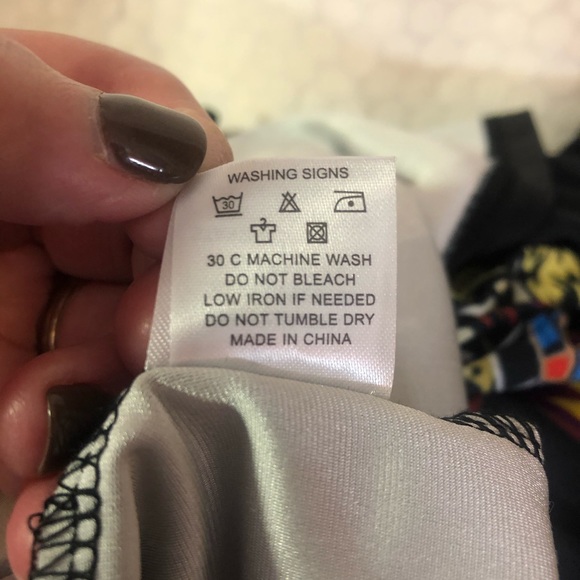 WASHING SIGNS
30
30 C MACHINE WASH
DO NOT BLEACH
LOW IRON IF NEEDED
DO NOT TUMBLE DRY
MADE IN CHINA